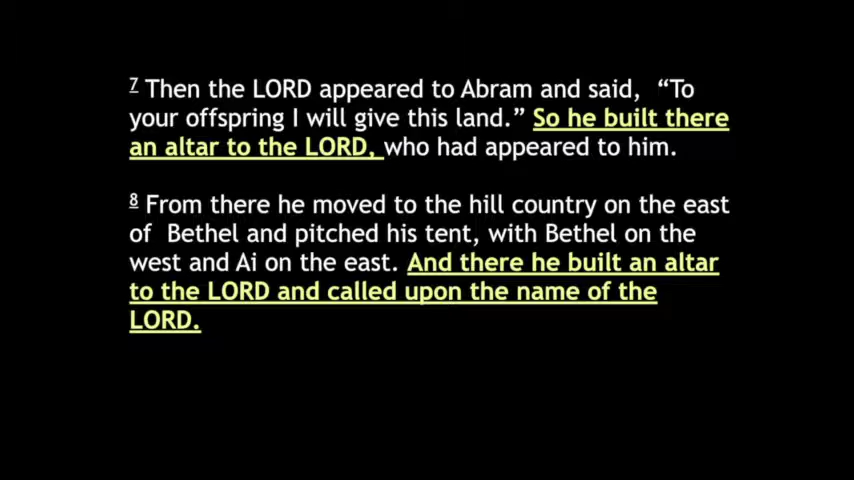 7 Then the LORD appeared to Abram and said,  “To
your offspring I will give this land.” So he built there
an altar to the LORD, who had appeared to him.
8 From there he moved to the hill country on the east
of  Bethel and pitched his tent, with Bethel on the
west and Ai on the east. And there he built an altar
to the LORD and called upon the name of the
LORD.